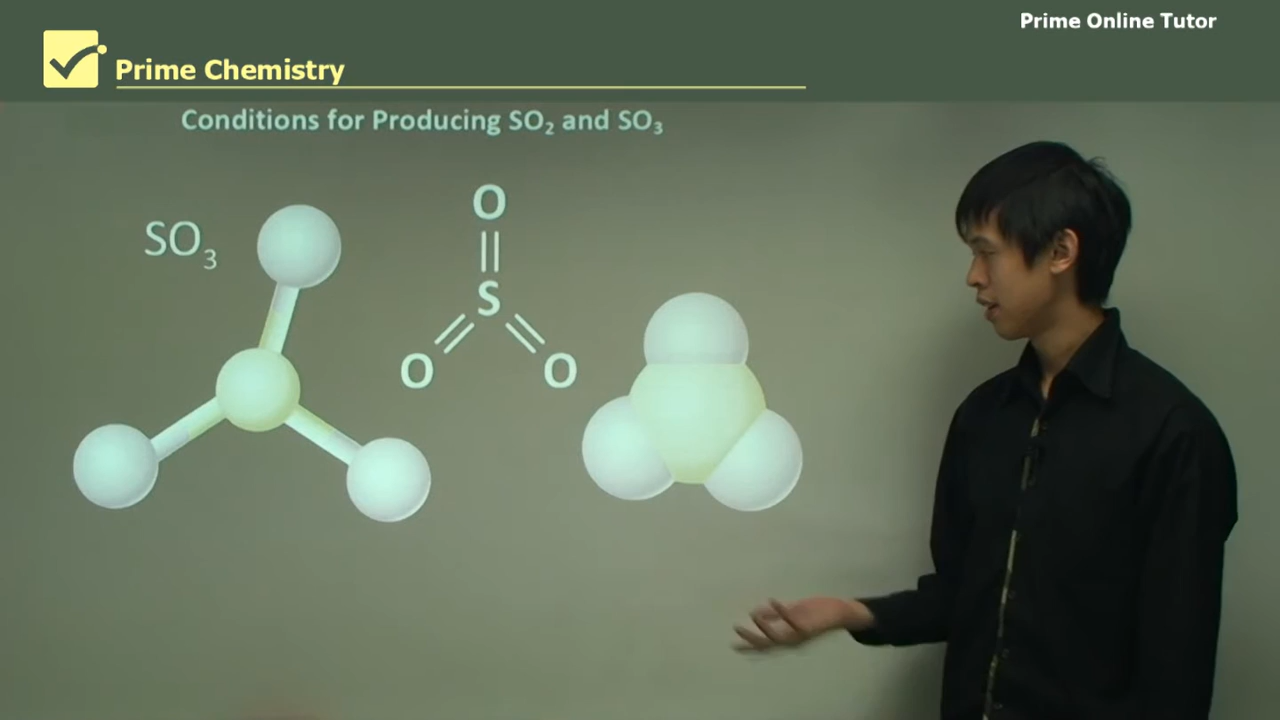 Prime Online Tutor
Prime Chemistry
Conditions for Producing SO₂ and SO₃
SO₃
O
S
O O